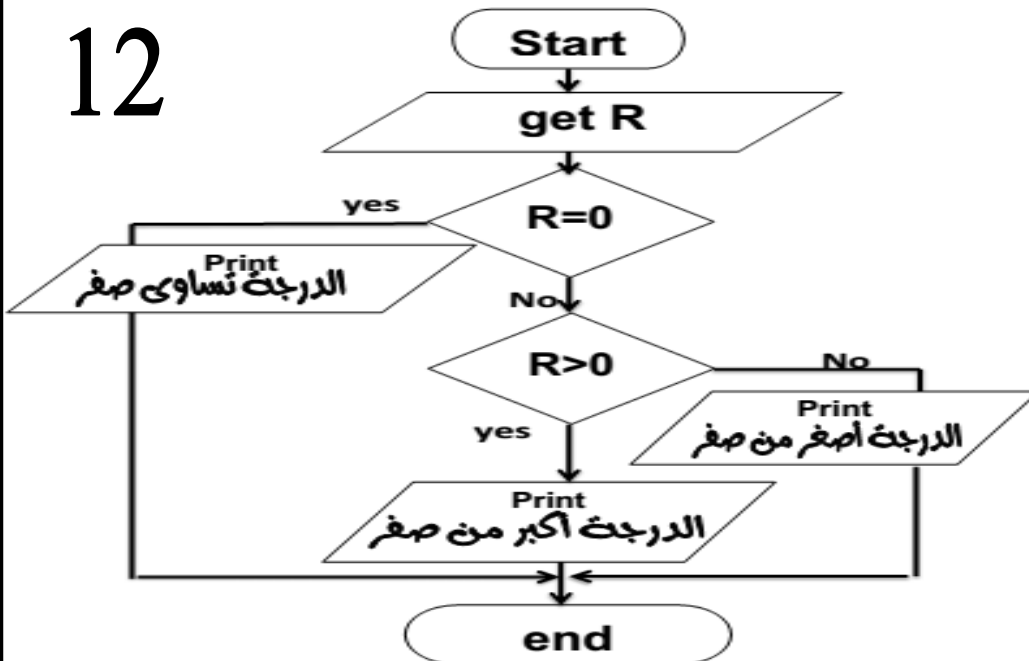 12
Start
get R
R=0
yes
Print
الدرجة تساوى صفر
No
R>0
No
Print
الدرجة أصغر من صفر
yes
Print
الدرجة أكبر من صفر
end